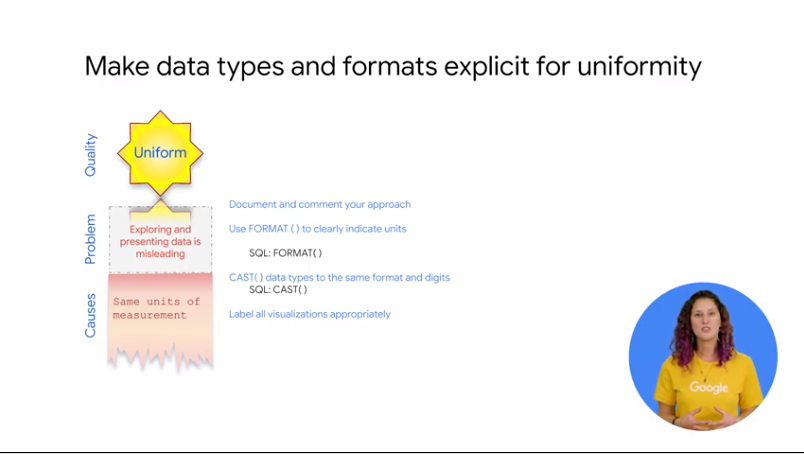 Make data types and formats explicit for uniformity
Quality
Uniform
Problem
Exploring and
presenting data is
misleading
Causes
Same units of
measurement
Document and comment your approach
Use FORMAT ( ) to clearly indicate units
SQL: FORMAT( )
CAST( ) data types to the same format and digits
SQL: CAST( )
Label all visualizations appropriately
Google